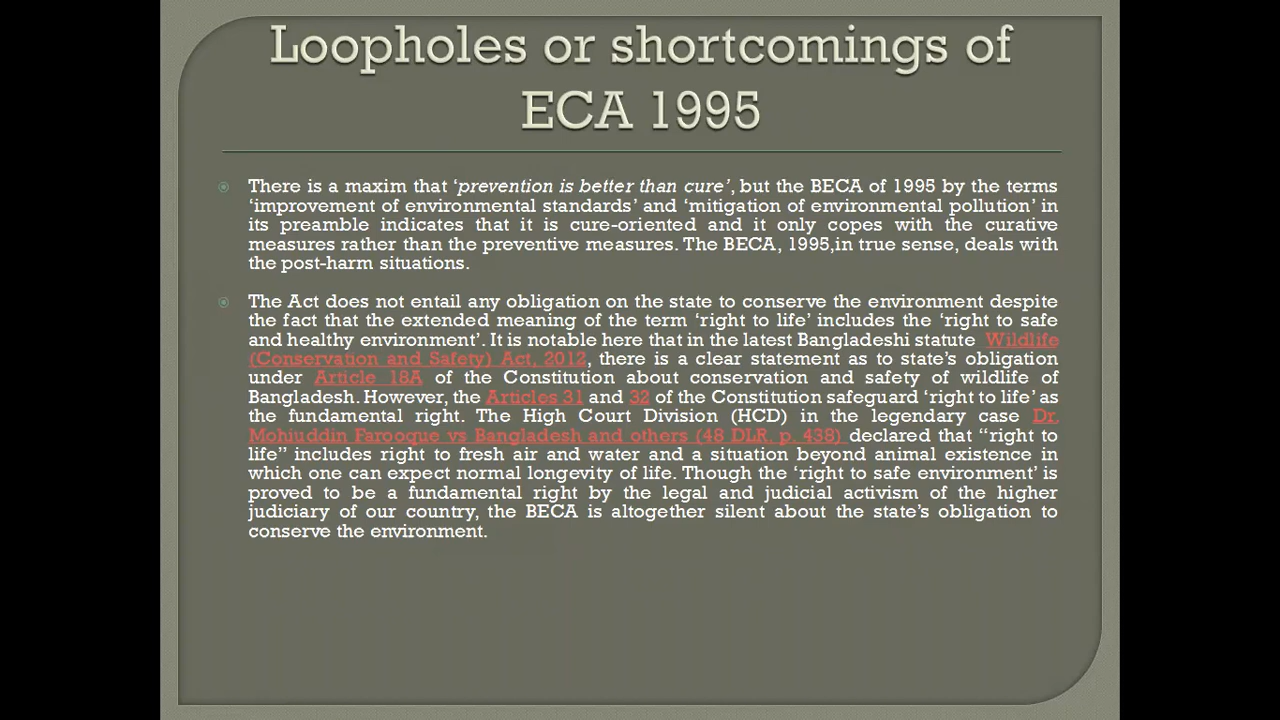 Loopholes or shortcomings of
ECA 1995
There is a maxim that ‘prevention is better than cure’, but the BECA of 1995 by the terms
‘improvement of environmental standards’ and ‘mitigation of environmental pollution’ in
its preamble indicates that it is cure-oriented and it only copes with the curative
measures rather than the preventive measures. The BECA, 1995,in true sense, deals with
the post-harm situations.
The Act does not entail any obligation on the state to conserve the environment despite
the fact that the extended meaning of the term ‘right to life’ includes the ‘right to safe
and healthy environment’. It is notable here that in the latest Bangladeshi statute Wildlife
(Conservation and Safety) Act, 2012, there is a clear statement as to state’s obligation
under Article 18A of the Constitution about conservation and safety of wildlife of
Bangladesh. However, the Articles 31 and 32 of the Constitution safeguard ‘right to life’ as
the fundamental right. The High Court Division (HCD) in the legendary case Dr.
Mohiuddin Farooque vs Bangladesh and others (48 DLR, p. 438) declared that “right to
life” includes right to fresh air and water and a situation beyond animal existence in
which one can expect normal longevity of life. Though the ‘right to safe environment’ is
proved to be a fundamental right by the legal and judicial activism of the higher
judiciary of our country, the BECA is altogether silent about the state’s obligation to
conserve the environment.